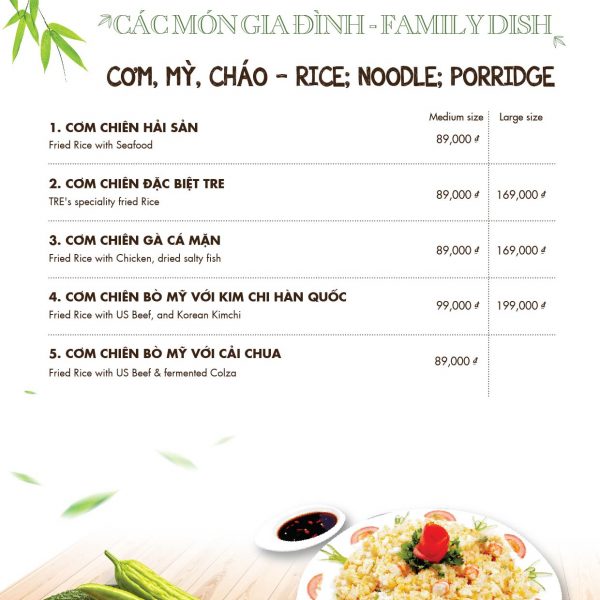 CÁC MÓN GIA ĐÌNH - FAMILY DISH
CƠM, MỲ, CHÁO - RICE; NOODLE; PORRIDGE
Medium size Large size
1. CƠM CHIÊN HẢI SẢN
Fried Rice with Seafood
89,000 đ
2. CƠM CHIÊN ĐẶC BIỆT TRE
TRE's speciality fried Rice
89,000 đ 169,000 đ
3. CƠM CHIÊN GÀ CÁ MẶN
Fried Rice with Chicken, dried salty fish
89,000 đ 169,000 đ
4. CƠM CHIÊN BÒ MỸ VỚI KIM CHI HÀN QUỐC
Fried Rice with US Beef, and Korean Kimchi
99,000 đ 199,000 đ
5. CƠM CHIÊN BÒ MỸ VỚI CẢI CHUA
Fried Rice with US Beef & fermented Colza
89,000 đ